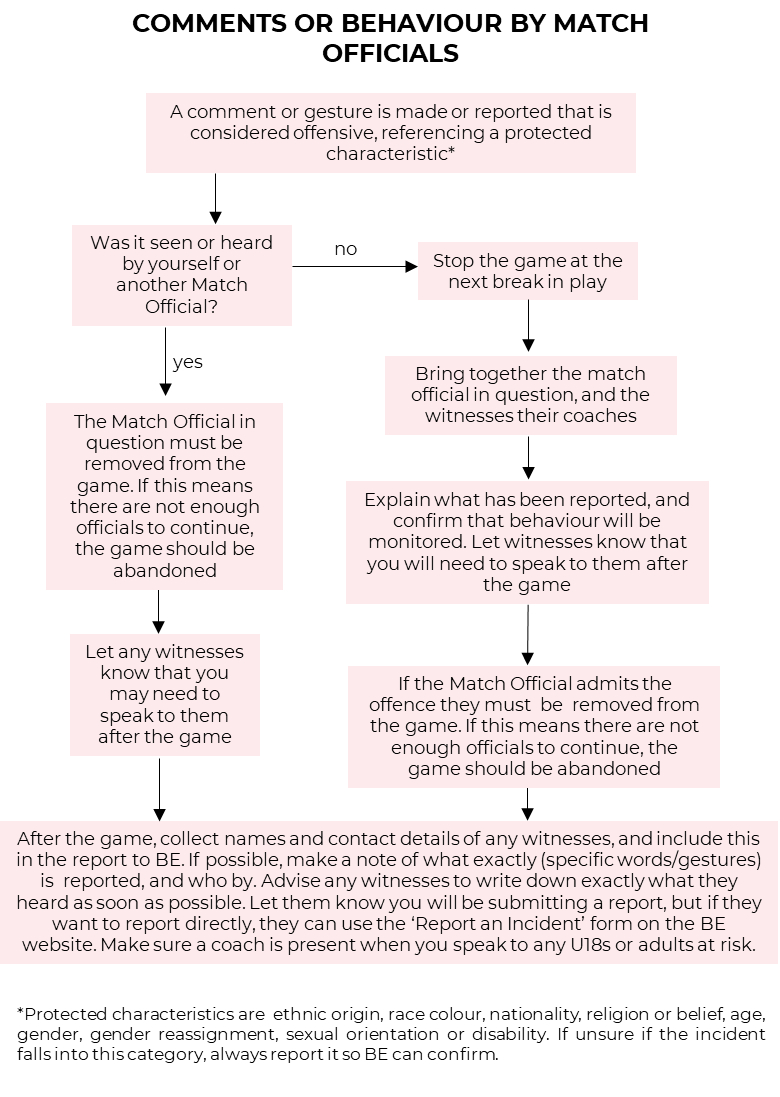 COMMENTS OR BEHAVIOUR BY MATCH
OFFICIALS
A comment or gesture is made or reported that is
considered offensive, referencing a protected
characteristic*
Was it seen or heard
by yourself or
another Match
Official?
no
Stop the game at the
next break in play
yes
Bring together the match
official in question, and the
witnesses their coaches
The Match Official in
question must be
removed from the
game. If this means
there are not enough
officials to continue,
the game should be
abandoned
Explain what has been reported, and
confirm that behaviour will be
monitored. Let witnesses know that
you will need to speak to them after
the game
Let any witnesses
know that you
may need to
speak to them
after the game
If the Match Official admits the
offence they must be removed from
the game. If this means there are not
enough officials to continue, the
game should be abandoned
After the game, collect names and contact details of any witnesses, and include this
in the report to BE. If possible, make a note of what exactly (specific words/gestures)
is reported, and who by. Advise any witnesses to write down exactly what they
heard as soon as possible. Let them know you will be submitting a report, but if they
want to report directly, they can use the ‘Report an Incident’ form on the BE
website. Make sure a coach is present when you speak to any U18s or adults at risk.
*Protected characteristics are ethnic origin, race colour, nationality, religion or belief, age,
gender, gender reassignment, sexual orientation or disability. If unsure if the incident
falls into this category, always report it so BE can confirm.